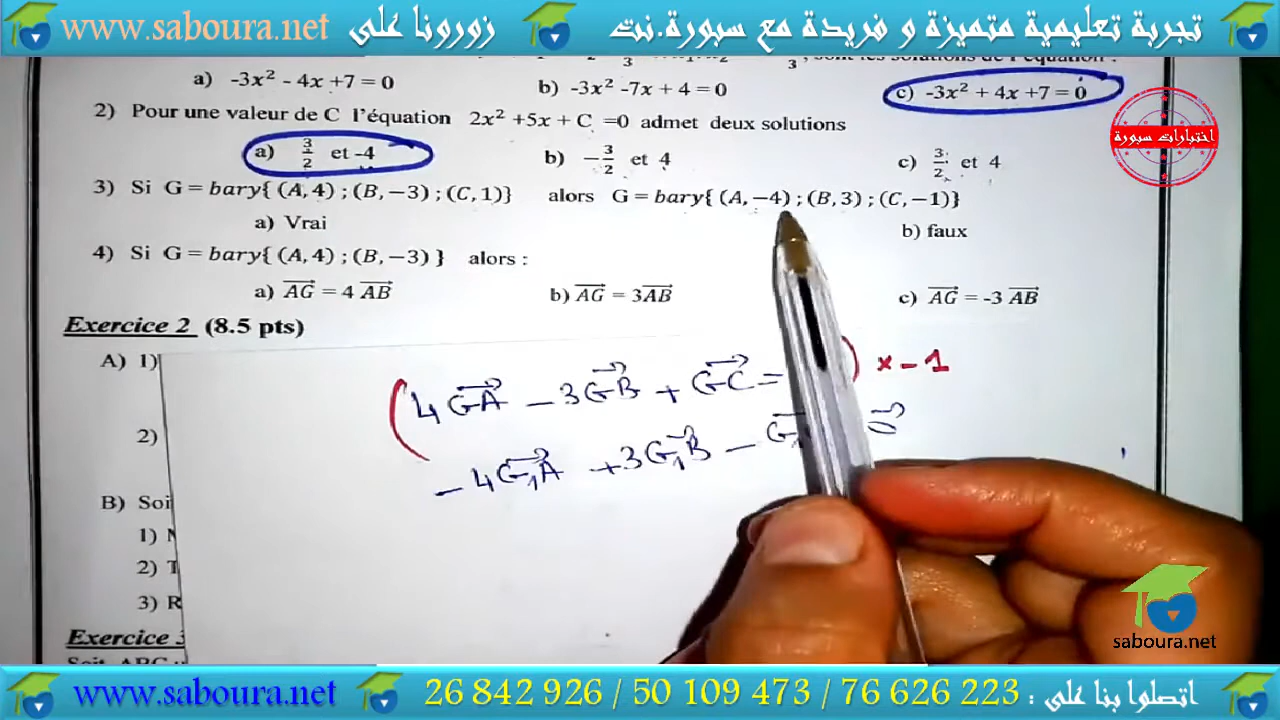 www.saboura.net زورونا على تجربة تعليمية متميزة و فريدة مع سبورة.نت
a) -3x² - 4x +7 = 0 b) -3x² -7x + 4 = 0 c) -3x² + 4x +7 = 0
اختبارات سبورة
2) Pour une valeur de C l'équation 2x² +5x + C =0 admet deux solutions
a) 3/2 et -4 b) −3/2 et 4 c) 3/2 et 4
3) Si G = bary{ (A, 4) ; (B, −3) ; (C, 1)} alors G = bary{ (A, −4) ; (B, 3) ; (C, −1)}
a) Vrai b) faux
4) Si G = bary{ (A, 4) ; (B, −3) } alors :
a) AG = 4 AB b) AG = 3AB c) AG = -3 AB
Exercice 2 (8.5 pts)
A) 1)
(4GA − 3GB + GC = ) × - 1
2)
- 4G₁A + 3G₁B - G 0
B) Soi
1)
2) T
3) R
Exercice 3
saboura.net
www.saboura.net 26 842 926 / 50 109 473 / 76 626 223 : اتصلوا بنا على